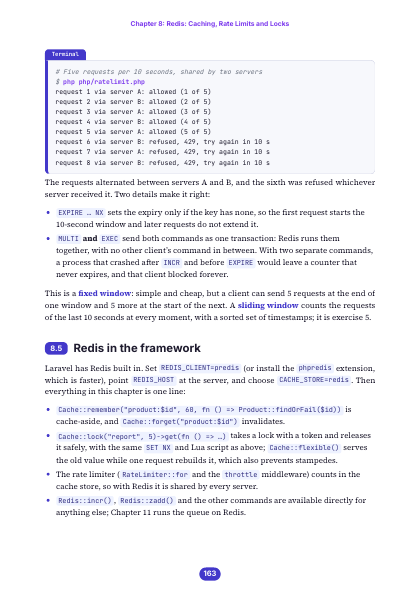 Chapter 8: Redis: Caching, Rate Limits and Locks
Terminal
# Five requests per 10 seconds, shared by two servers
$ php php/ratelimit.php
request 1 via server A: allowed (1 of 5)
request 2 via server B: allowed (2 of 5)
request 3 via server A: allowed (3 of 5)
request 4 via server B: allowed (4 of 5)
request 5 via server A: allowed (5 of 5)
request 6 via server B: refused, 429, try again in 10 s
request 7 via server A: refused, 429, try again in 10 s
request 8 via server B: refused, 429, try again in 10 s
The requests alternated between servers A and B, and the sixth was refused whichever
server received it. Two details make it right:
• EXPIRE … NX sets the expiry only if the key has none, so the first request starts the
10-second window and later requests do not extend it.
• MULTI and EXEC send both commands as one transaction: Redis runs them
together, with no other client's command in between. With two separate commands,
a process that crashed after INCR and before EXPIRE would leave a counter that
never expires, and that client blocked forever.
This is a fixed window: simple and cheap, but a client can send 5 requests at the end of
one window and 5 more at the start of the next. A sliding window counts the requests
of the last 10 seconds at every moment, with a sorted set of timestamps; it is exercise 5.
8.5 Redis in the framework
Laravel has Redis built in. Set REDIS_CLIENT=predis (or install the phpredis extension,
which is faster), point REDIS_HOST at the server, and choose CACHE_STORE=redis. Then
everything in this chapter is one line:
• Cache::remember("product:$id", 60, fn () => Product::findOrFail($id)) is
cache-aside, and Cache::forget("product:$id") invalidates.
• Cache::lock("report", 5)->get(fn () => …) takes a lock with a token and releases
it safely, with the same SET NX and Lua script as above; Cache::flexible() serves
the old value while one request rebuilds it, which also prevents stampedes.
• The rate limiter (RateLimiter::for and the throttle middleware) counts in the
cache store, so with Redis it is shared by every server.
• Redis::incr(), Redis::zadd() and the other commands are available directly for
anything else; Chapter 11 runs the queue on Redis.
163